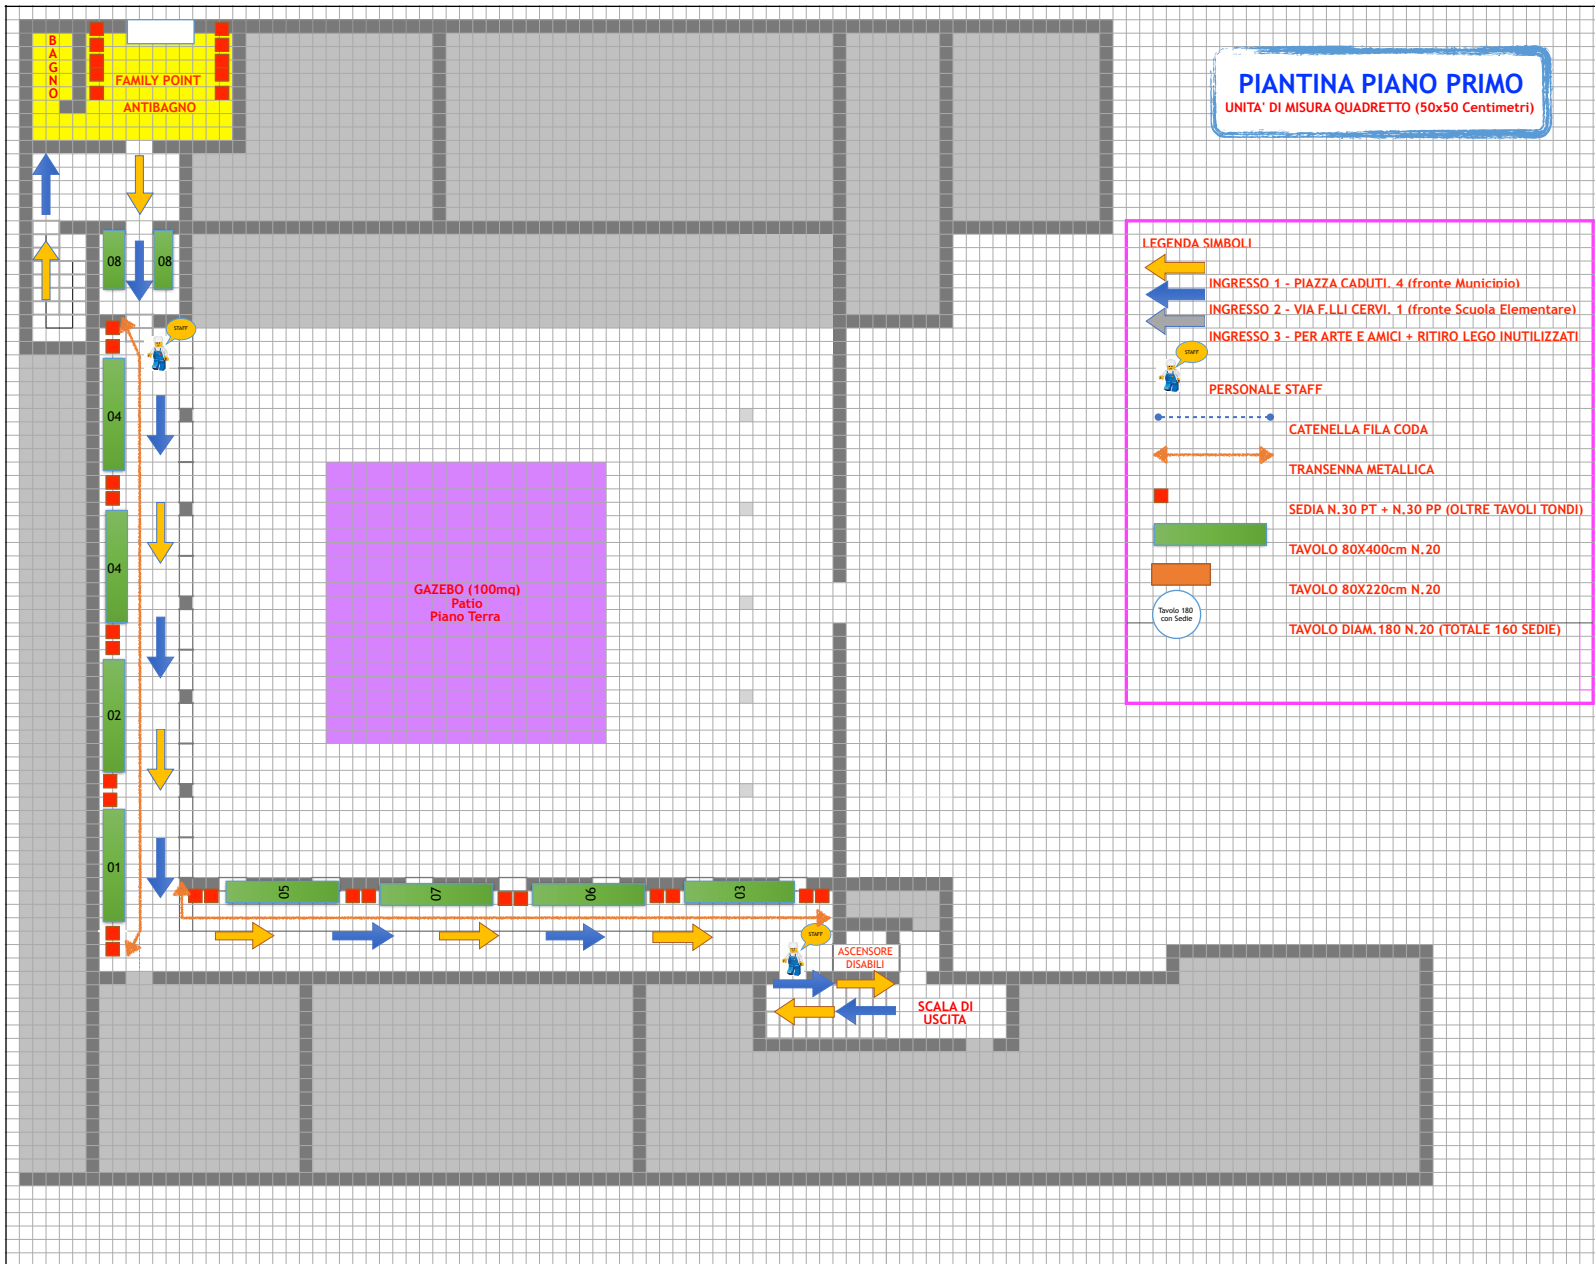 B
A
G
N
O
FAMILY POINT
ANTIBAGNO
PIANTINA PIANO PRIMO
UNITA' DI MISURA QUADRETTO (50x50 Centimetri)
LEGENDA SIMBOLI
INGRESSO 1 - PIAZZA CADUTI, 4 (fronte Municipio)
INGRESSO 2 - VIA F.LLI CERVI, 1 (fronte Scuola Elementare)
INGRESSO 3 - PER ARTE E AMICI + RITIRO LEGO INUTILIZZATI
STAFF
PERSONALE STAFF
CATENELLA FILA CODA
TRANSENNA METALLICA
SEDIA N.30 PT + N.30 PP (OLTRE TAVOLI TONDI)
TAVOLO 80X400cm N.20
TAVOLO 80X220cm N.20
Tavolo 180
con Sedie
TAVOLO DIAM.180 N.20 (TOTALE 160 SEDIE)
08
08
STAFF
04
04
02
01
GAZEBO (100mq)
Patio
Piano Terra
05
07
06
03
STAFF
ASCENSORE
DISABILI
SCALA DI
USCITA